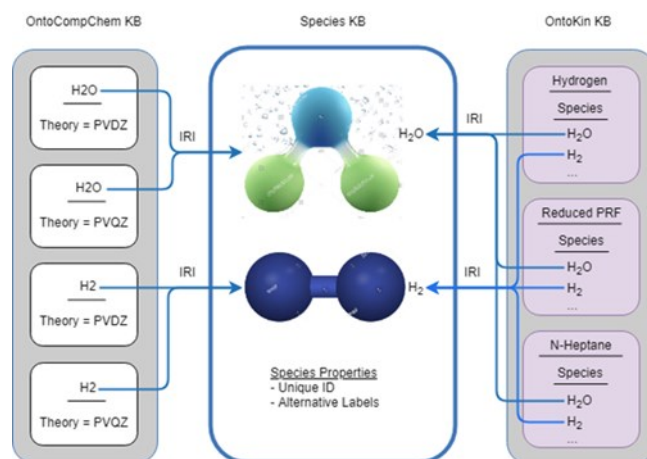 OntoCompChem KB
H2O
Theory = PVDZ
H2O
Theory = PVQZ
H2
Theory = PVDZ
H2
Theory = PVQZ
IRI
IRI
Species KB
H₂O
H₂
Species Properties
- Unique ID
- Alternative Labels
IRI
IRI
OntoKin KB
Hydrogen
Species
H₂O
H₂
...
Reduced PRF
Species
H₂O
H₂
...
N-Heptane
Species
H₂O
H₂
...